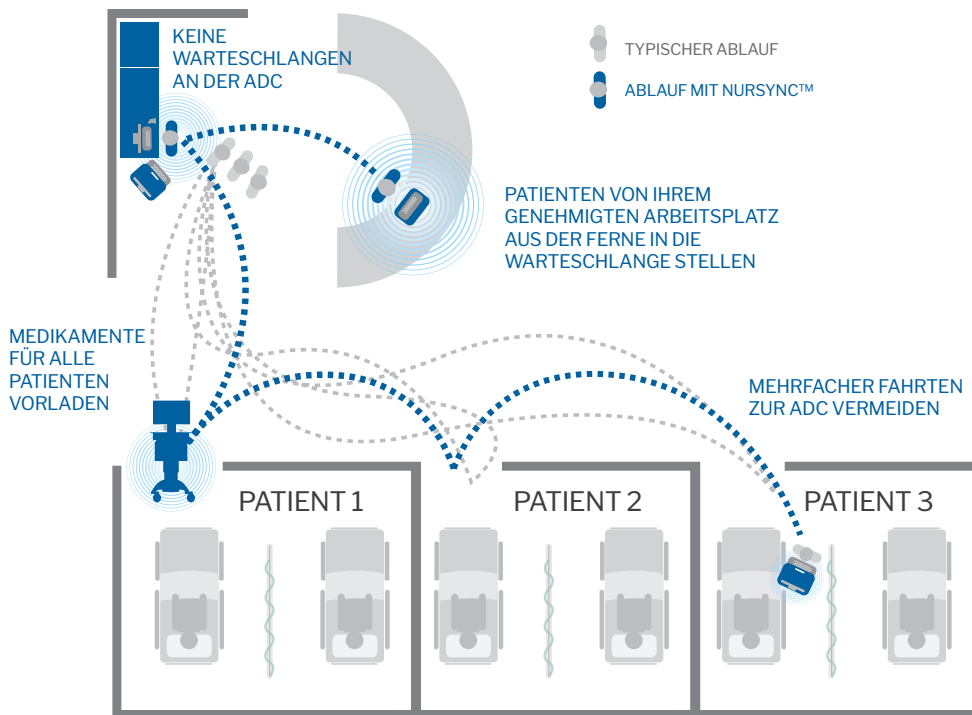 KEINE
WARTESCHLANGEN
AN DER ADC
TYPISCHER ABLAUF
ABLAUF MIT NURSYNC™
PATIENTEN VON IHREM
GENEHMIGTEN ARBEITSPLATZ
AUS DER FERNE IN DIE
WARTESCHLANGE STELLEN
MEDIKAMENTE
FÜR ALLE
PATIENTEN
VORLADEN
MEHRFACHER FAHRTEN
ZUR ADC VERMEIDEN
PATIENT 1
PATIENT 2
PATIENT 3